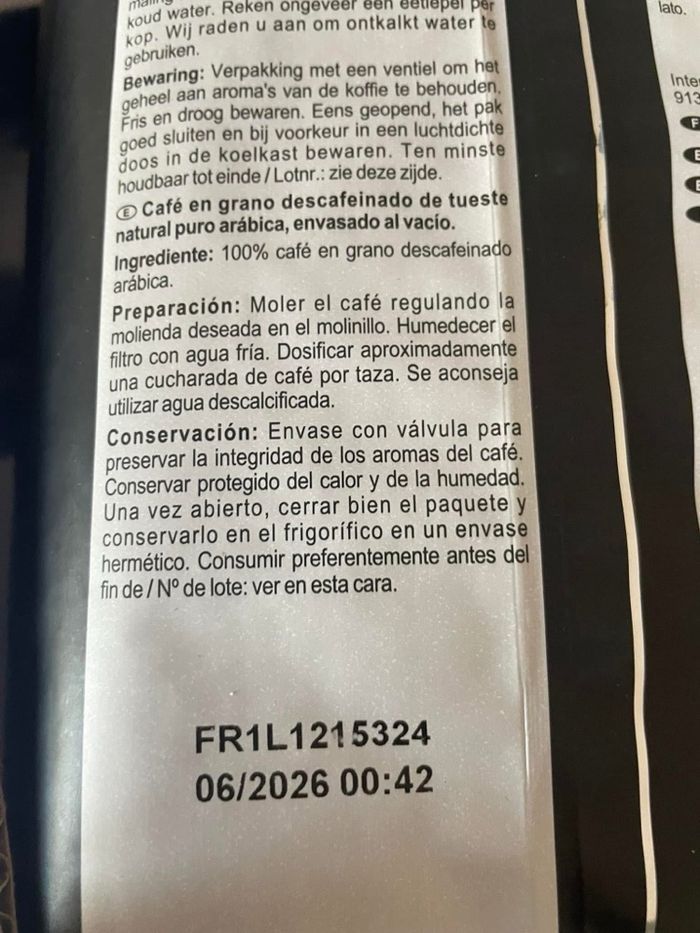 koud water. Reken ongeveer een eetlepel per
kop. Wij raden u aan om ontkalkt water te
gebruiken.
Bewaring: Verpakking met een ventiel om het
geheel aan aroma's van de koffie te behouden.
Fris en droog bewaren. Eens geopend, het pak
goed sluiten en bij voorkeur in een luchtdichte
doos in de koelkast bewaren. Ten minste
houdbaar tot einde / Lotnr.: zie deze zijde.
E Café en grano descafeinado de tueste
natural puro arábica, envasado al vacío.
Ingrediente: 100% café en grano descafeinado
arábica.
Preparación: Moler el café regulando la
molienda deseada en el molinillo. Humedecer el
filtro con agua fría. Dosificar aproximadamente
una cucharada de café por taza. Se aconseja
utilizar agua descalcificada.
Conservación: Envase con válvula para
preservar la integridad de los aromas del café.
Conservar protegido del calor y de la humedad.
Una vez abierto, cerrar bien el paquete y
conservarlo en el frigorífico en un envase
hermético. Consumir preferentemente antes del
fin de / Nº de lote: ver en esta cara.
FR1L1215324
06/2026 00:42
lato.
Inte
913
F
E